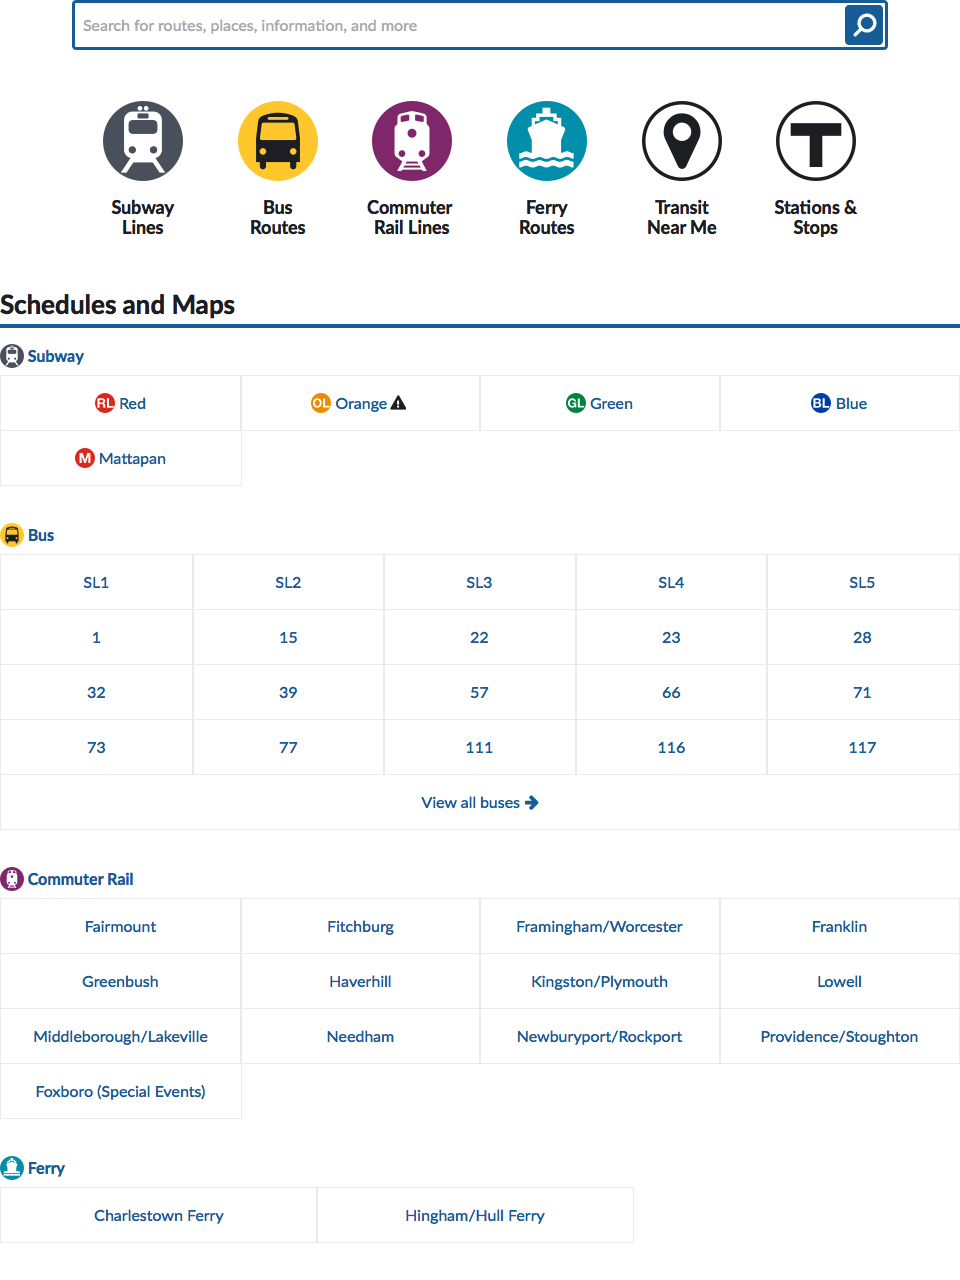 Search for routes, places, information, and more
Subway
Lines
Bus
Routes
Commuter
Rail Lines
Ferry
Routes
Transit
Near Me
T
Stations &
Stops
Schedules and Maps
Subway
RL Red
OL Orange
GL Green
BL Blue
M Mattapan
Bus
SL1
SL2
SL3
SL4
SL5
1
15
22
23
28
32
39
57
66
71
73
77
111
116
117
View all buses
Commuter Rail
Fairmount
Fitchburg
Framingham/Worcester
Franklin
Greenbush
Haverhill
Kingston/Plymouth
Lowell
Middleborough/Lakeville
Needham
Newburyport/Rockport
Providence/Stoughton
Foxboro (Special Events)
Ferry
Charlestown Ferry
Hingham/Hull Ferry